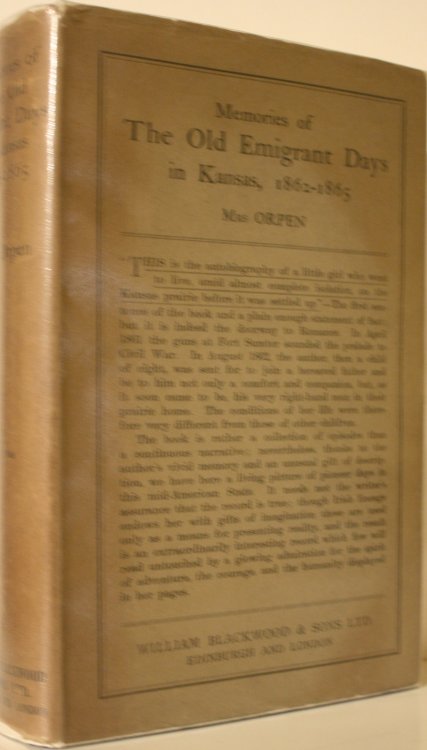 Memories of
The Old Emigrant Days
in Kansas, 1862-1865
Mrs ORPEN
"THIS is the autobiography of a little girl who went
to live, amid almost complete isolation, on the
Kansas prairie before it was settled up."—The first sen-
tence of the book and a plain enough statement of fact;
but it is indeed the doorway to Romance. In April
1861 the guns at Fort Sumter sounded the prelude to
Civil War. In August 1862, the author, then a child
of eight, was sent for to join a bereaved father and
be to him not only a comfort and companion, but, as
it soon came to be, his very right-hand man in their
prairie home. The conditions of her life were there-
fore very different from those of other children.
The book is rather a collection of episodes than
a continuous narrative; nevertheless, thanks to the
author's vivid memory and an unusual gift of descrip-
tion, we have here a living picture of pioneer days in
this mid-American State. It needs not the writer's
assurance that the record is true; though Irish lineage
endows her with gifts of imagination, these are used
only as a means for presenting reality, and the result
is an extraordinarily interesting record which few will
read untouched by a glowing admiration for the spirit
of adventure, the courage, and the humanity displayed
in her pages.
WILLIAM BLACKWOOD & SONS LTD.
EDINBURGH AND LONDON